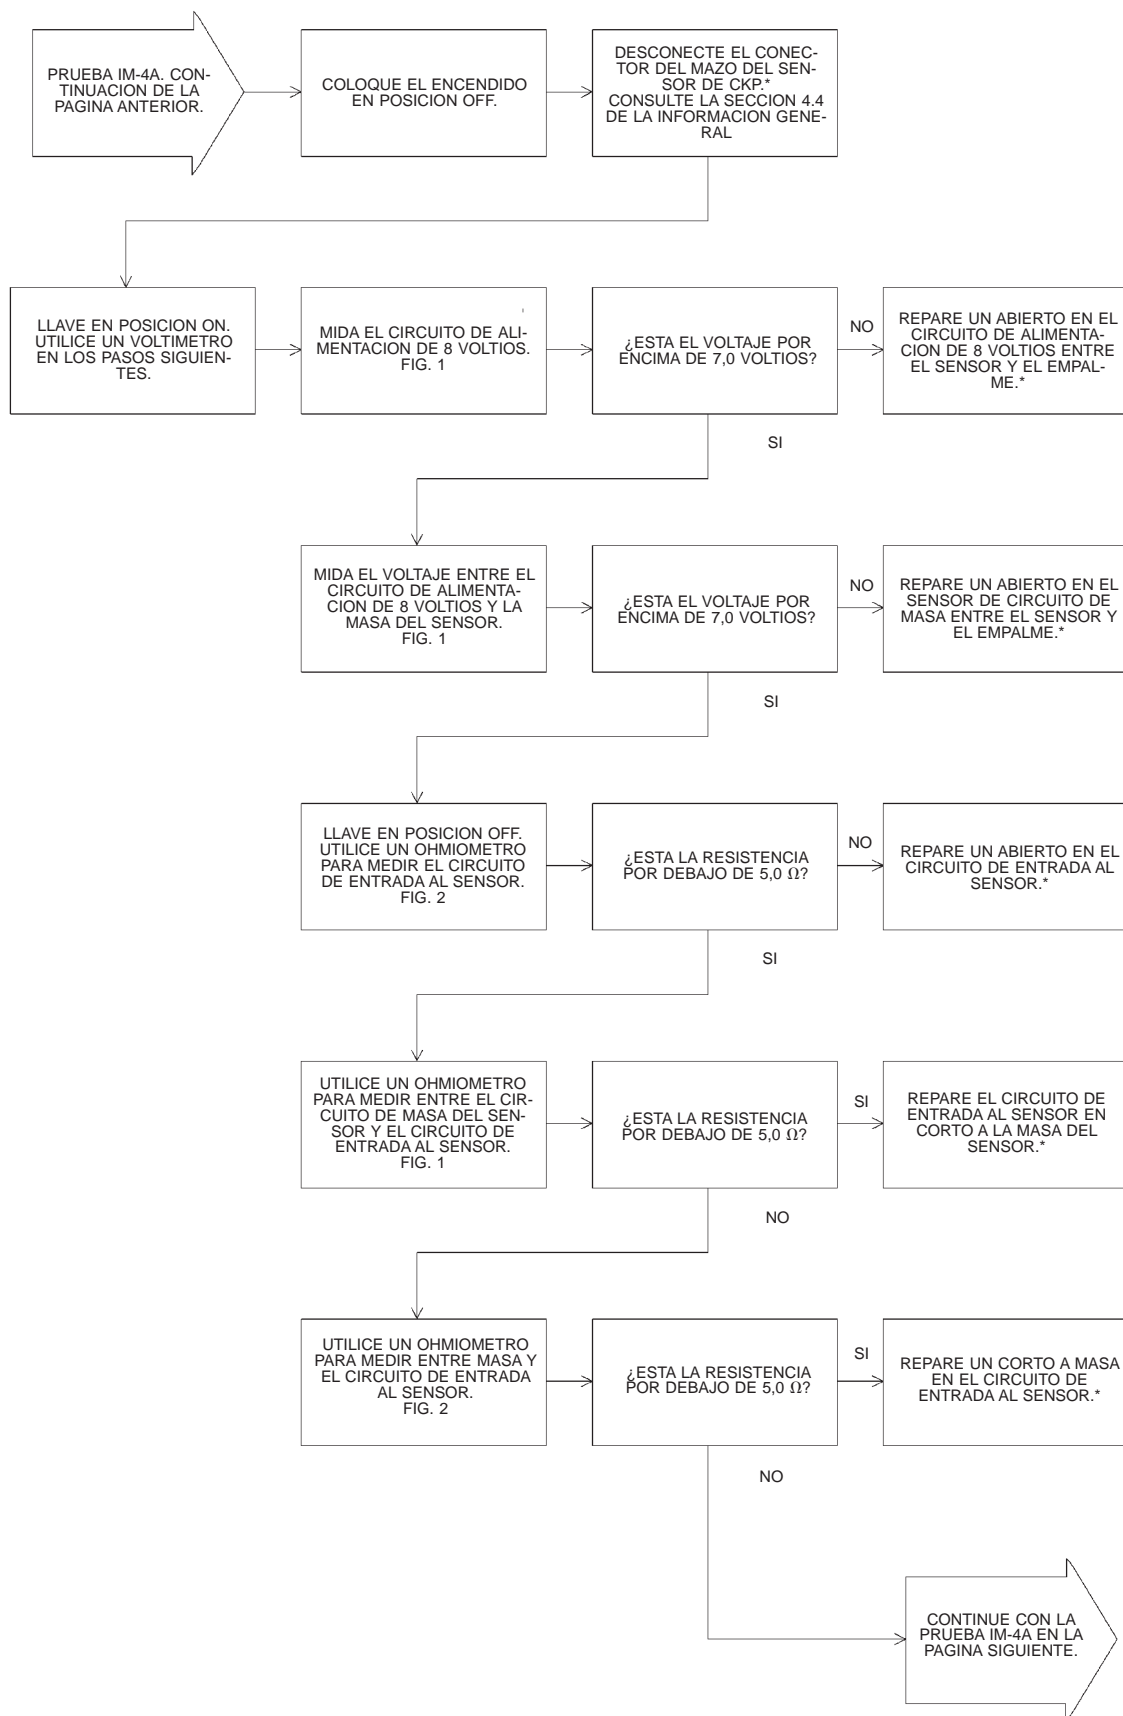 PRUEBA IM-4A. CON-
TINUACION DE LA
PAGINA ANTERIOR.
COLOQUE EL ENCENDIDO
EN POSICION OFF.
DESCONECTE EL CONEC-
TOR DEL MAZO DEL SEN-
SOR DE CKP.*
CONSULTE LA SECCION 4.4
DE LA INFORMACION GENE-
RAL
LLAVE EN POSICION ON.
UTILICE UN VOLTIMETRO
EN LOS PASOS SIGUIEN-
TES.
MIDA EL CIRCUITO DE ALI-
MENTACION DE 8 VOLTIOS.
FIG. 1
¿ESTA EL VOLTAJE POR
ENCIMA DE 7,0 VOLTIOS?
NO
REPARE UN ABIERTO EN EL
CIRCUITO DE ALIMENTA-
CION DE 8 VOLTIOS ENTRE
EL SENSOR Y EL EMPAL-
ME.*
SI
MIDA EL VOLTAJE ENTRE EL
CIRCUITO DE ALIMENTA-
CION DE 8 VOLTIOS Y LA
MASA DEL SENSOR.
FIG. 1
¿ESTA EL VOLTAJE POR
ENCIMA DE 7,0 VOLTIOS?
NO
REPARE UN ABIERTO EN EL
SENSOR DE CIRCUITO DE
MASA ENTRE EL SENSOR Y
EL EMPALME.*
SI
LLAVE EN POSICION OFF.
UTILICE UN OHMIOMETRO
PARA MEDIR EL CIRCUITO
DE ENTRADA AL SENSOR.
FIG. 2
¿ESTA LA RESISTENCIA
POR DEBAJO DE 5,0 Ω?
NO
REPARE UN ABIERTO EN EL
CIRCUITO DE ENTRADA AL
SENSOR.*
SI
UTILICE UN OHMIOMETRO
PARA MEDIR ENTRE EL CIR-
CUITO DE MASA DEL SEN-
SOR Y EL CIRCUITO DE
ENTRADA AL SENSOR.
FIG. 1
¿ESTA LA RESISTENCIA
POR DEBAJO DE 5,0 Ω?
SI
REPARE EL CIRCUITO DE
ENTRADA AL SENSOR EN
CORTO A LA MASA DEL
SENSOR.*
NO
UTILICE UN OHMIOMETRO
PARA MEDIR ENTRE MASA Y
EL CIRCUITO DE ENTRADA
AL SENSOR.
FIG. 2
¿ESTA LA RESISTENCIA
POR DEBAJO DE 5,0 Ω?
SI
REPARE UN CORTO A MASA
EN EL CIRCUITO DE
ENTRADA AL SENSOR.*
NO
CONTINUE CON LA
PRUEBA IM-4A EN LA
PAGINA SIGUIENTE.